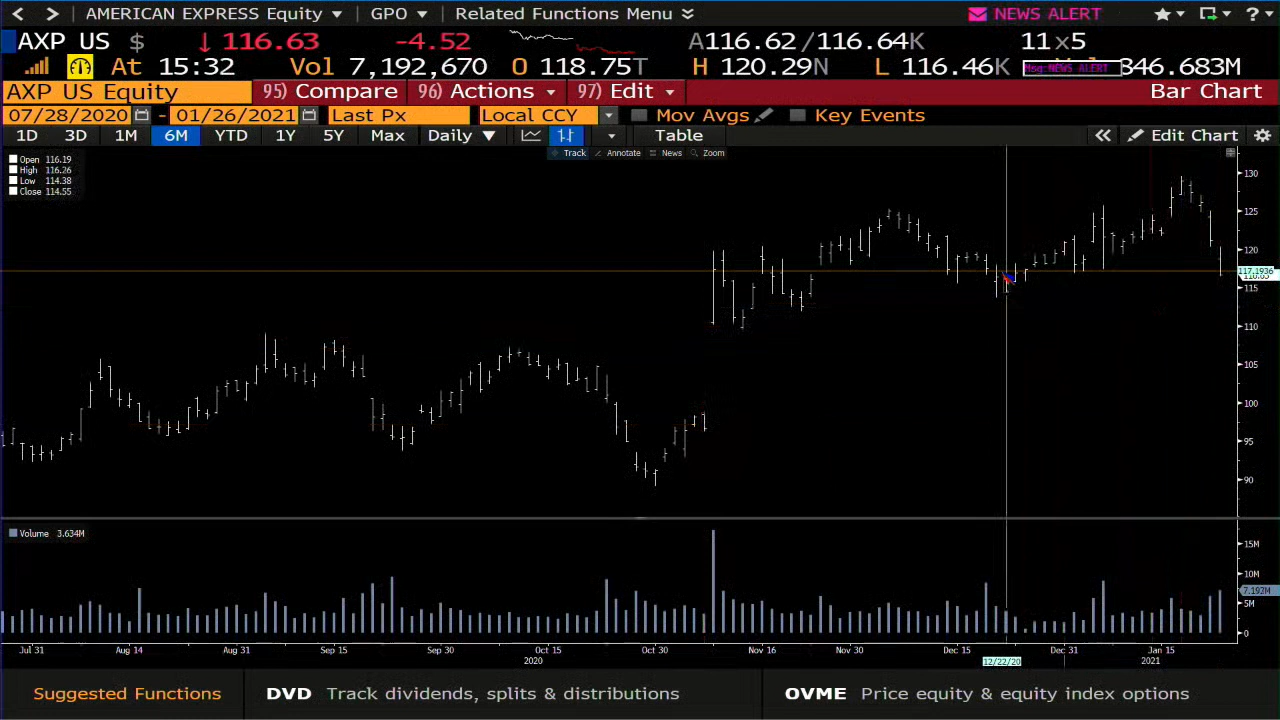 AMERICAN EXPRESS Equity GPO Related Functions Menu NEWS ALERT ?
AXP US $ ↓ 116.63 -4.52 A116.62/116.64K 11x5
At 15:32 Vol 7,192,670 O 118.75T H 120.29N L 116.46K Msg:NEWS ALERT 846.683M
AXP US Equity 95) Compare 96) Actions 97) Edit Bar Chart
07/28/2020 - 01/26/2021 Last Px Local CCY Mov Avgs Key Events
1D 3D 1M 6M YTD 1Y 5Y Max Daily ▼ Table « Edit Chart
Track Annotate News Zoom
Open 116.19
High 116.26
Low 114.38
Close 114.55
130
125
120
117.1936
115
110
105
100
95
90
Volume 3.634M
15M
10M
7.192M
5M
0
Jul 31 Aug 14 Aug 31 Sep 15 Sep 30 Oct 15 Oct 30 Nov 16 Nov 30 Dec 15 Dec 31 Jan 15
2020 12/22/20 2021
Suggested Functions DVD Track dividends, splits & distributions OVME Price equity & equity index options